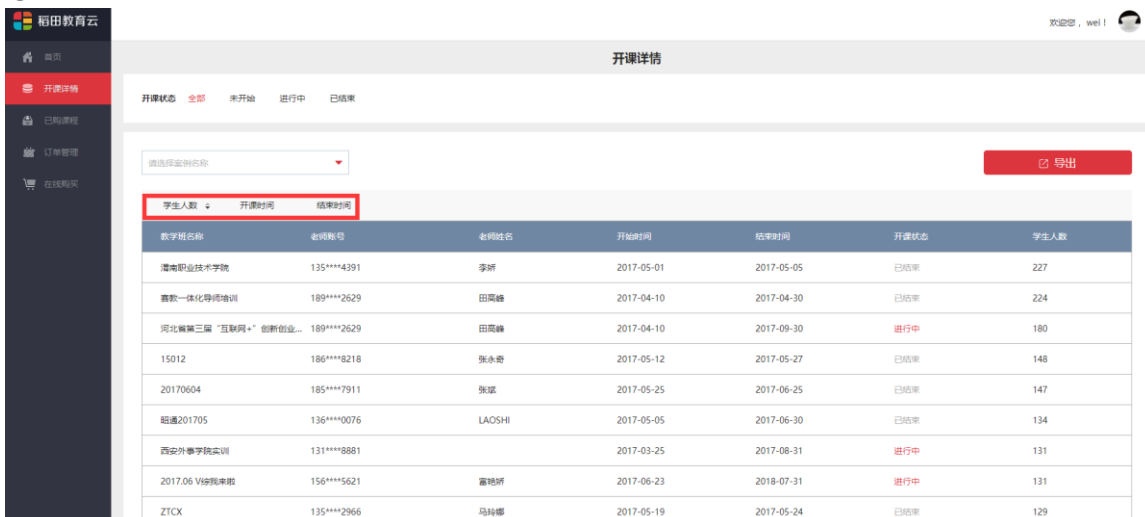 稻田教育云
欢迎您，wei！
首页
开课详情
已购课程
订单管理
在线购买
开课详情
开课状态 全部 未开始 进行中 已结束
请选择案例名称
导出
学生人数 开课时间 结束时间
教学班名称 老师账号 老师姓名 开始时间 结束时间 开课状态 学生人数
渭南职业技术学院 135****4391 李娇 2017-05-01 2017-05-05 已结束 227
赛教一体化导师培训 189****2629 田高峰 2017-04-10 2017-04-30 已结束 224
河北省第三届“互联网+”创新创业... 189****2629 田高峰 2017-04-10 2017-09-30 进行中 180
15012 186****8218 张永奇 2017-05-12 2017-05-27 已结束 148
20170604 185****7911 张斌 2017-05-25 2017-06-25 已结束 147
昭通201705 136****0076 LAOSHI 2017-05-05 2017-06-30 已结束 134
西安外事学院实训 131****8881 2017-03-25 2017-08-31 进行中 131
2017.06 V综我来啦 156****5621 富艳娇 2017-06-23 2018-07-31 进行中 131
ZTCX 135****2966 马玲娜 2017-05-19 2017-05-24 已结束 129